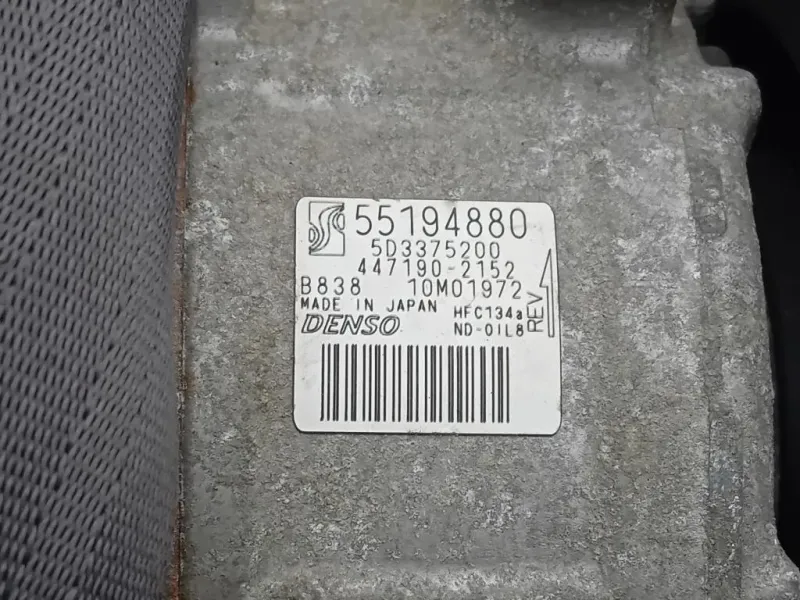 55194880
5D3375200
447190-2152
B838 10M01972
MADE IN JAPAN HFC134a
DENSO ND-OIL8
REV